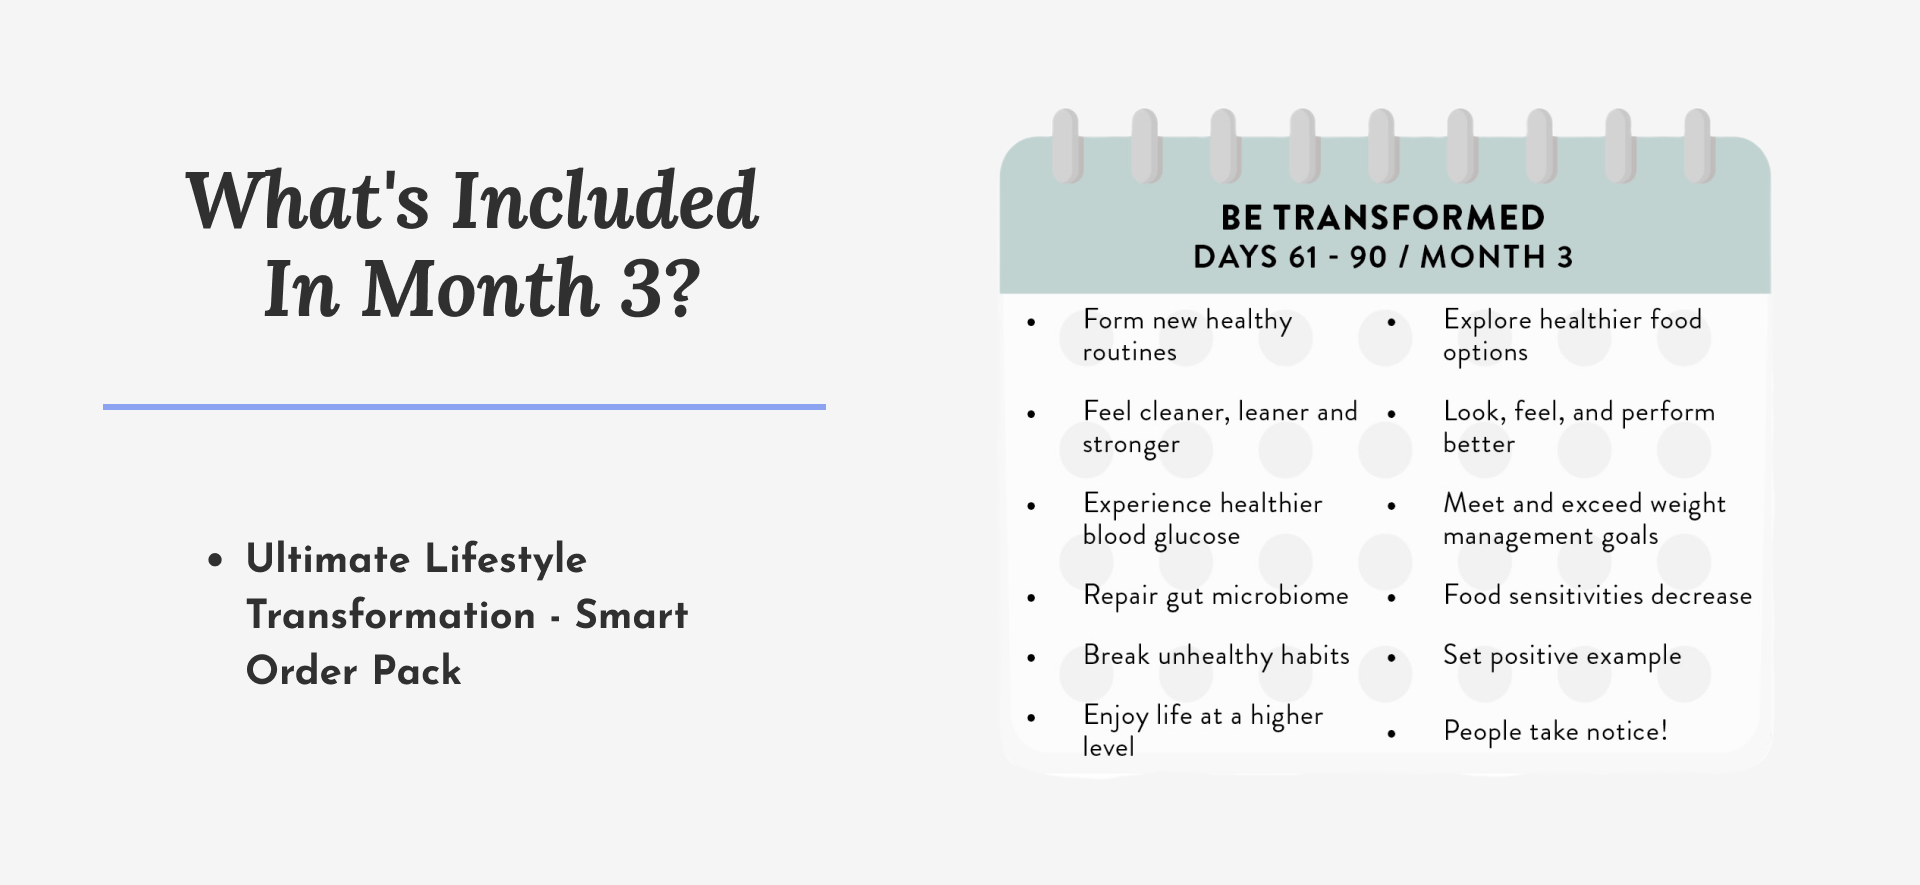 What's Included
In Month 3?
• Ultimate Lifestyle
Transformation - Smart
Order Pack
BE TRANSFORMED
DAYS 61 - 90 / MONTH 3
• Form new healthy
routines
• Feel cleaner, leaner and
stronger
• Experience healthier
blood glucose
• Repair gut microbiome
• Break unhealthy habits
• Enjoy life at a higher
level
• Explore healthier food
options
• Look, feel, and perform
better
• Meet and exceed weight
management goals
• Food sensitivities decrease
• Set positive example
• People take notice!